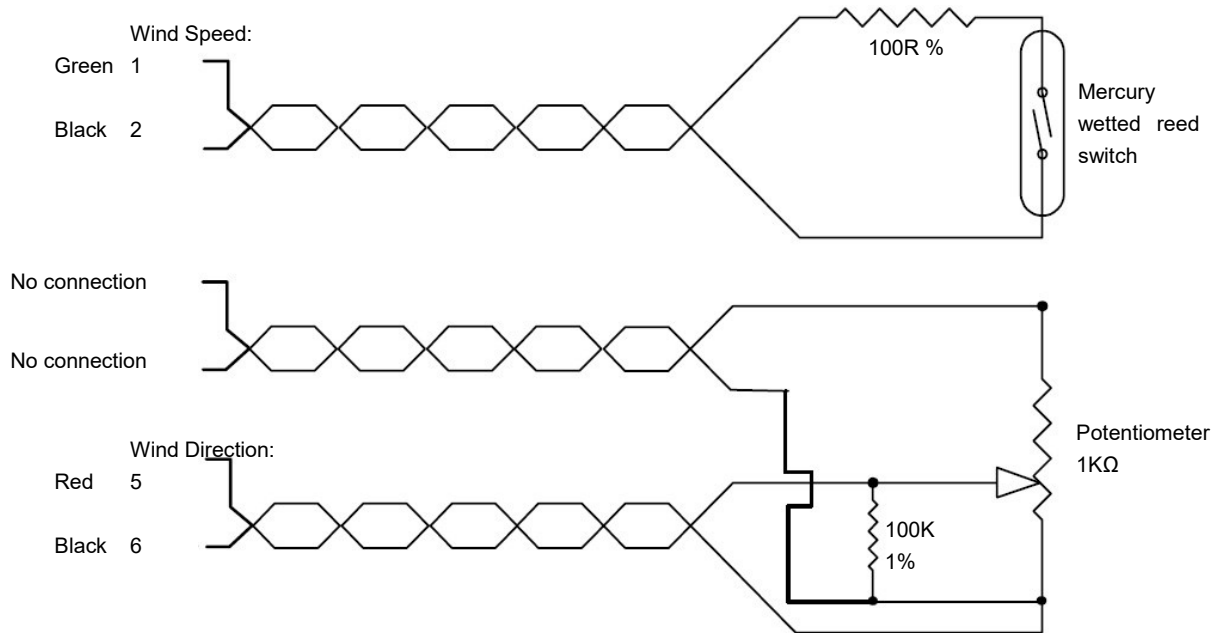 Wind Speed:
Green 1
Black 2
100R %
Mercury
wetted reed
switch
No connection
No connection
Wind Direction:
Red 5
Black 6
Potentiometer
1KΩ
100K
1%